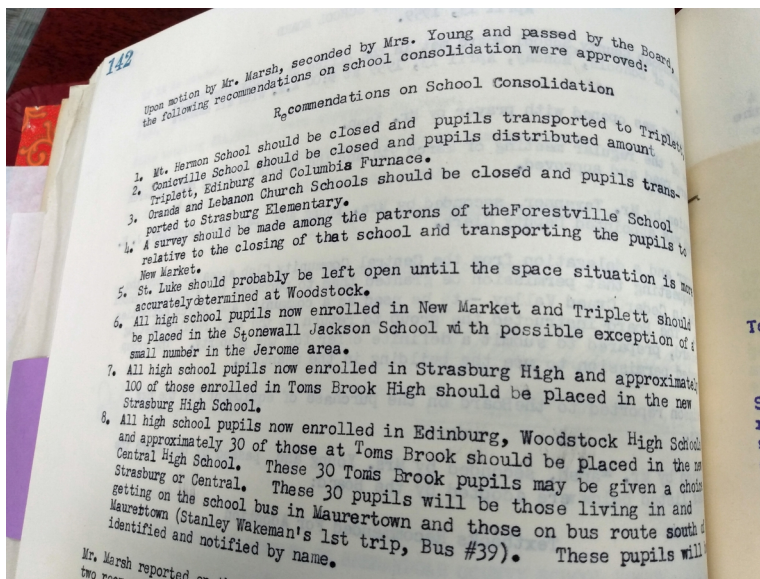 142
Upon motion by Mr. Marsh, seconded by Mrs. Young and passed by the Board,
the following recommendations on school consolidation were approved:
Recommendations on School Consolidation
1. Mt. Hermon School should be closed and pupils transported to Triplett.
2. Conicville School should be closed and pupils distributed amount
Triplett, Edinburg and Columbia Furnace.
3. Oranda and Lebanon Church Schools should be closed and pupils trans-
ported to Strasburg Elementary.
4. A survey should be made among the patrons of theForestville School
relative to the closing of that school and transporting the pupils to
New Market.
5. St. Luke should probably be left open until the space situation is more
accurately determined at Woodstock.
6. All high school pupils now enrolled in New Market and Triplett should
be placed in the Stonewall Jackson School with possible exception of a
small number in the Jerome area.
7. All high school pupils now enrolled in Strasburg High and approximately
100 of those enrolled in Toms Brook High should be placed in the new
Strasburg High School.
8. All high school pupils now enrolled in Edinburg, Woodstock High Schools
and approximately 30 of those at Toms Brook should be placed in the new
Central High School. These 30 Toms Brook pupils may be given a choice
Strasburg or Central. These 30 pupils will be those living in and
getting on the school bus in Maurertown and those on bus route south
Maurertown (Stanley Wakeman's 1st trip, Bus #39). These pupils will
identified and notified by name.
Mr. Marsh reported on
two